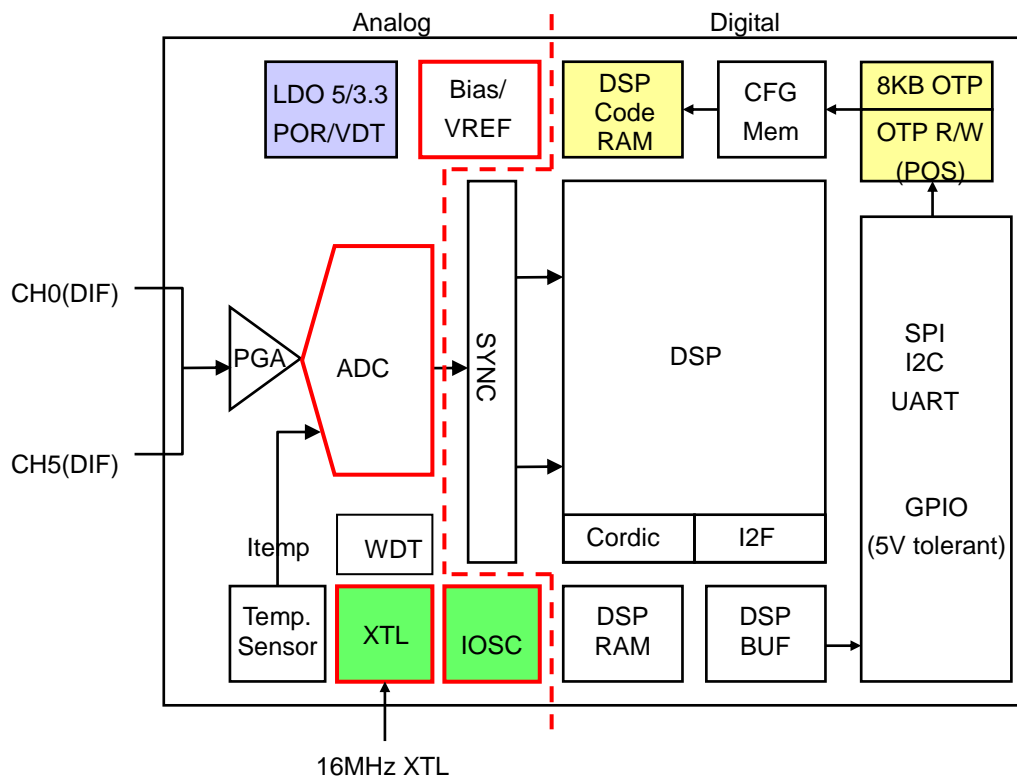 Analog
Digital
LDO 5/3.3
POR/VDT
Bias/
VREF
DSP
Code
RAM
CFG
Mem
8KB OTP
OTP R/W
(POS)
CH0(DIF)
CH5(DIF)
PGA
ADC
SYNC
DSP
Cordic
I2F
SPI
I2C
UART
GPIO
(5V tolerant)
Itemp
WDT
Temp.
Sensor
XTL
IOSC
DSP
RAM
DSP
BUF
16MHz XTL